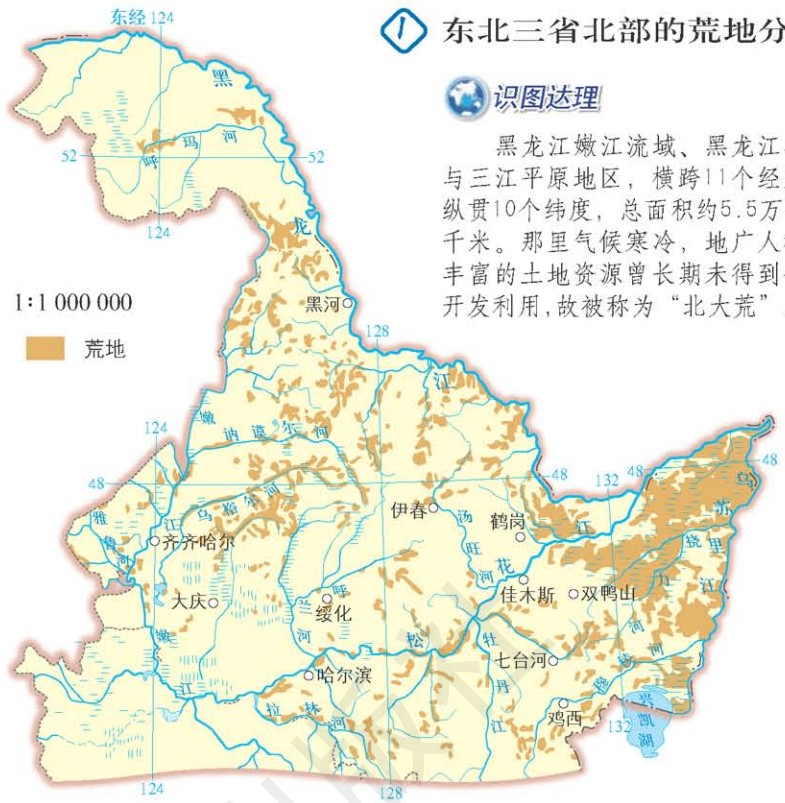 东经 124
① 东北三省北部的荒地分
识图达理
黑龙江嫩江流域、黑龙江
与三江平原地区，横跨11个经
纵贯10个纬度，总面积约5.5万
千米。那里气候寒冷，地广人
丰富的土地资源曾长期未得到
开发利用，故被称为“北大荒”
1:1 000 000
荒地
黑
龙
江
呼玛河
52
52
124
黑河
128
124
嫩
江
讷谟尔河
48
48
132
48
48
乌裕尔河
雅鲁河
齐齐哈尔
伊春
汤旺河
鹤岗
江
乌
苏
里
江
挠力河
花
佳木斯
双鸭山
大庆
绥化
呼兰河
嫩
江
松
牡丹江
七台河
穆棱河
哈尔滨
拉林河
鸡西
132
兴凯湖
124
128